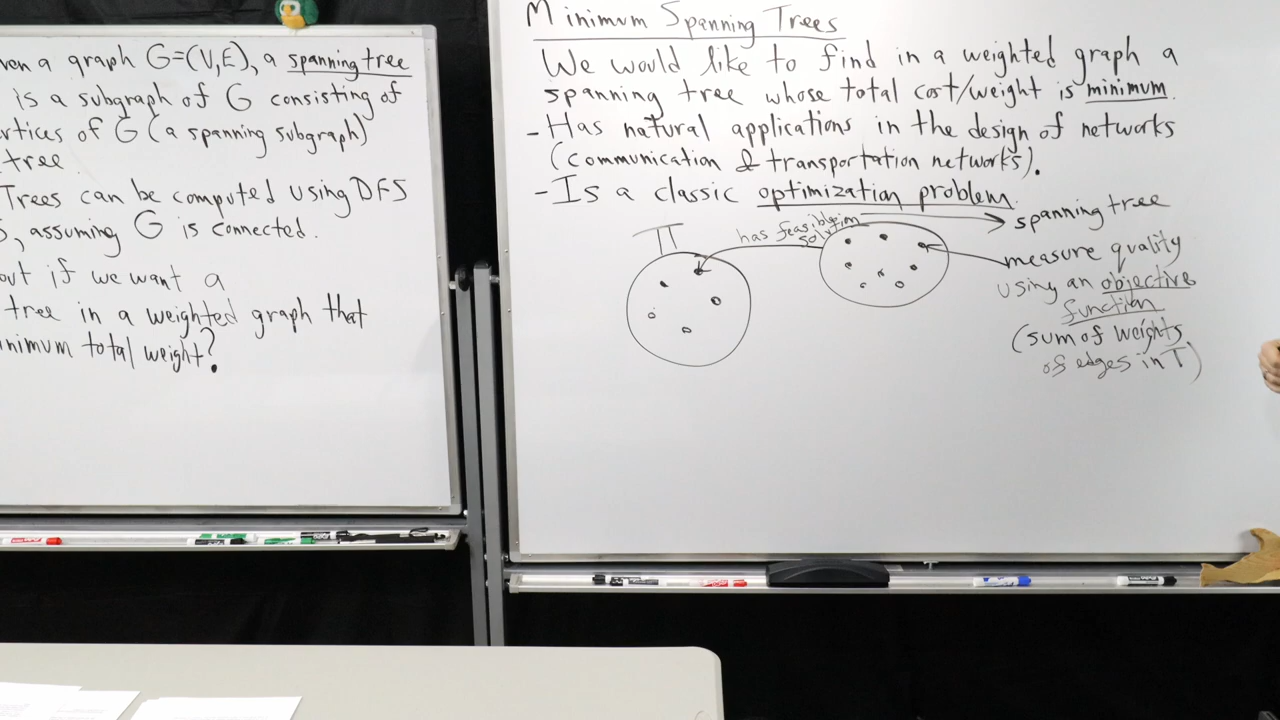 ven a graph G=(V,E), a spanning tree
is a subgraph of G consisting of
rtices of G (a spanning subgraph)
tree.
Trees can be computed using DFS
S, assuming G is connected.
out if we want a
tree in a weighted graph that
nimum total weight?
Minimum Spanning Trees
We would like to find in a weighted graph a
spanning tree whose total cost/weight is minimum.
- Has natural applications in the design of networks
(communication & transportation networks).
- Is a classic optimization problem.
spanning tree
Π
has feasible
solution
measure quality
using an objective
function
(sum of weights
of edges in T)